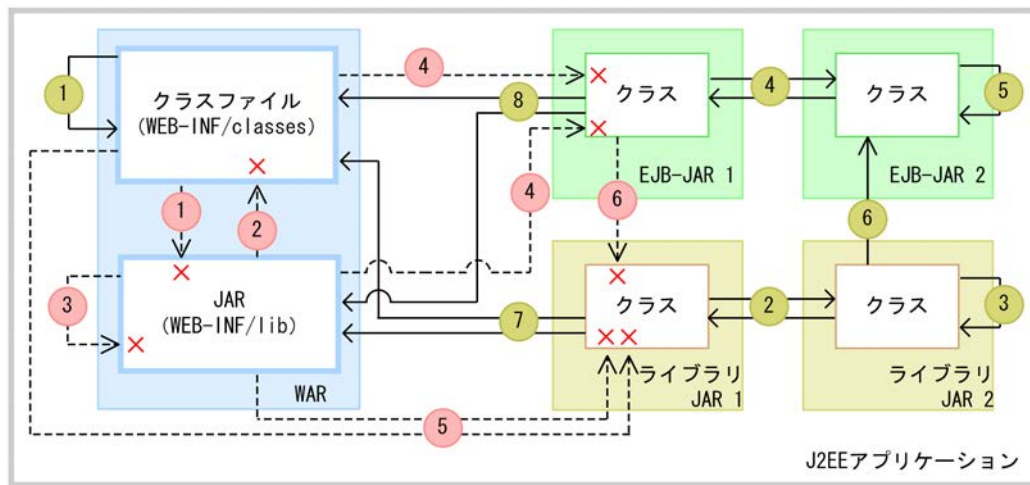 1
クラスファイル
(WEB-INF/classes)
4
8
クラス
4
クラス
5
EJB-JAR 1
EJB-JAR 2
1
2
4
6
6
3
JAR
(WEB-INF/lib)
7
クラス
2
クラス
3
WAR
5
ライブラリ
JAR 1
ライブラリ
JAR 2
J2EEアプリケーション